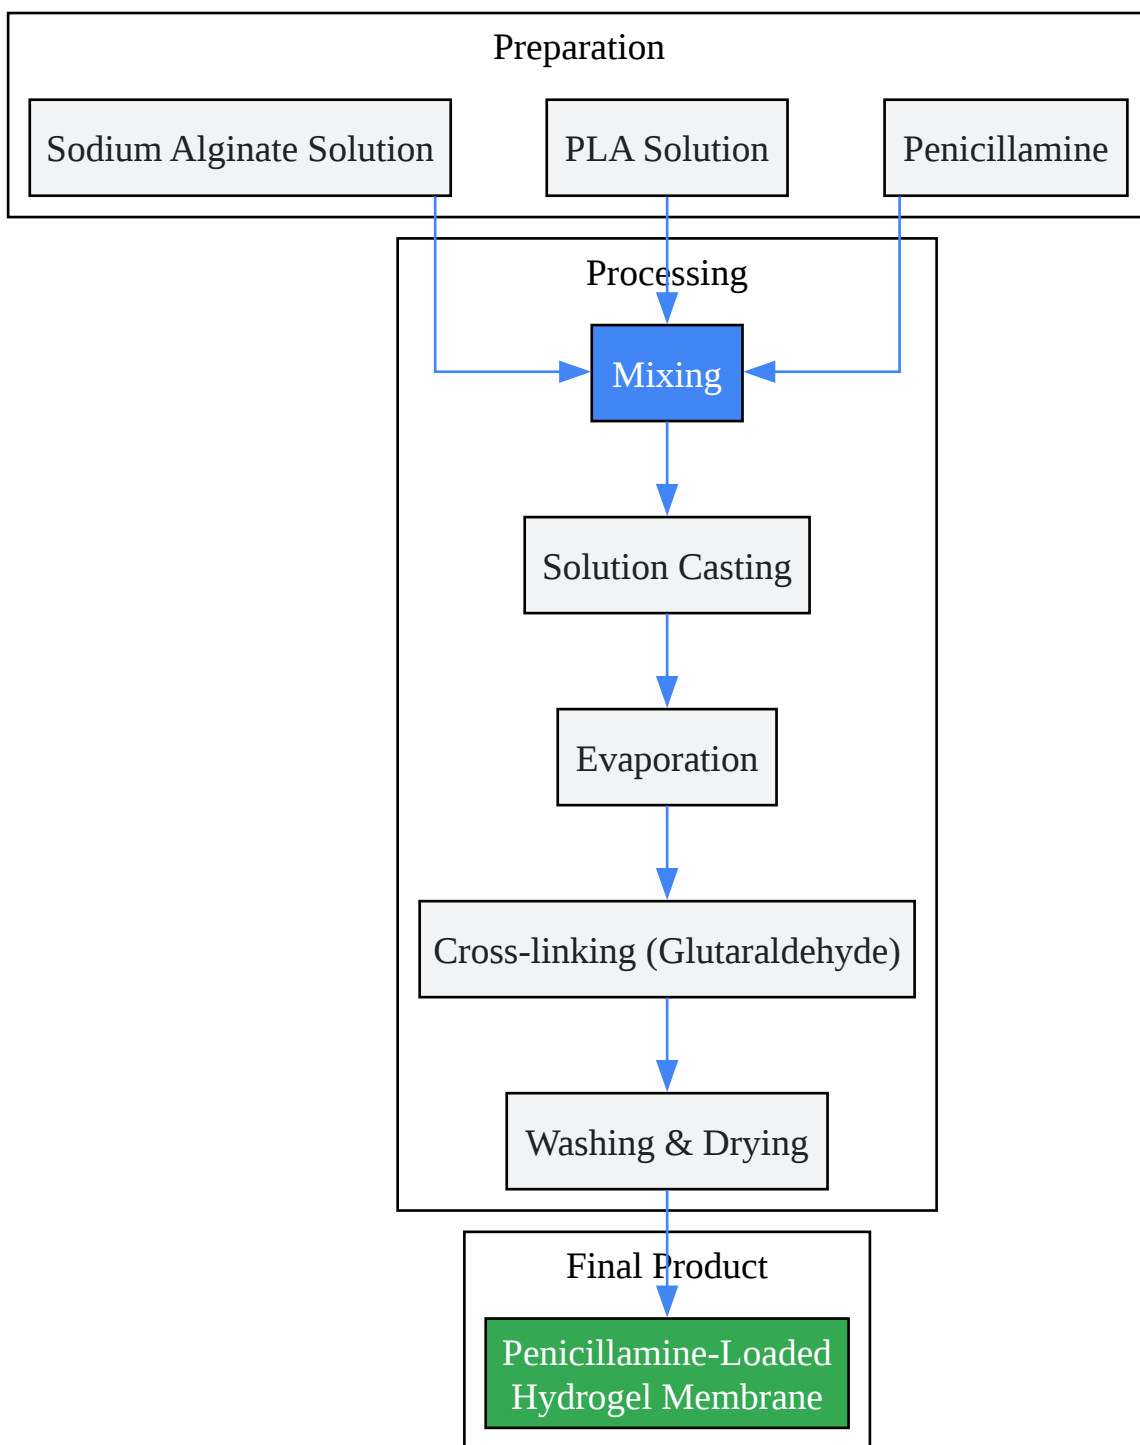 Preparation
Sodium Alginate Solution
PLA Solution
Penicillamine
Processing
Mixing
Solution Casting
Evaporation
Cross-linking (Glutaraldehyde)
Washing & Drying
Final Product
Penicillamine-Loaded
Hydrogel Membrane